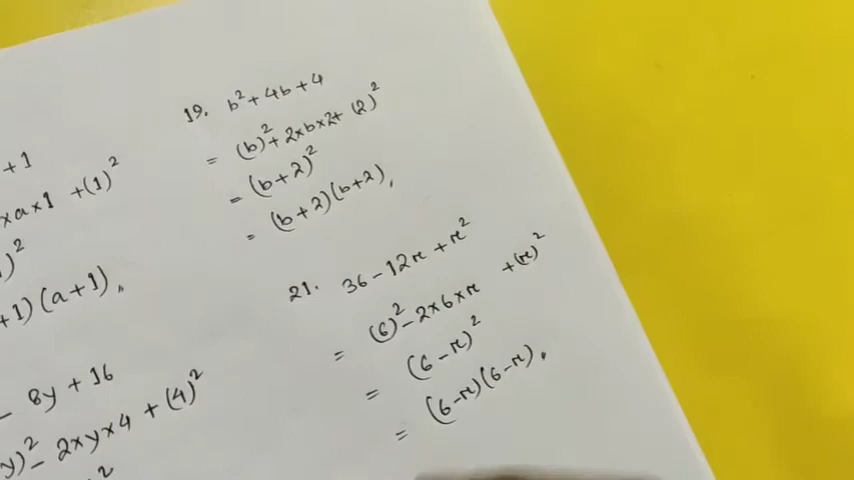 + 1
×a×1 + (1)²
)²
+1) (a+1),
- 8y + 16
y)² - 2×y×4 + (4)²
²
19. b² + 4b + 4
= (b)² + 2×b×2 + (2)²
= (b+2)²
= (b+2) (b+2),
21. 36 - 12x + x²
= (6)² - 2×6×x + (x)²
= (6-x)²
= (6-x) (6-x),